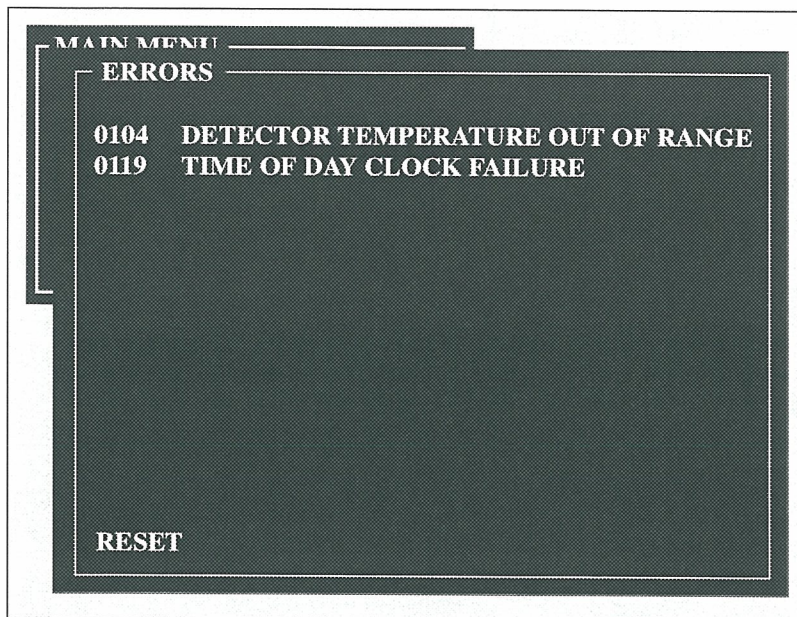 MAIN MENU
ERRORS
0104 DETECTOR TEMPERATURE OUT OF RANGE
0119 TIME OF DAY CLOCK FAILURE
RESET